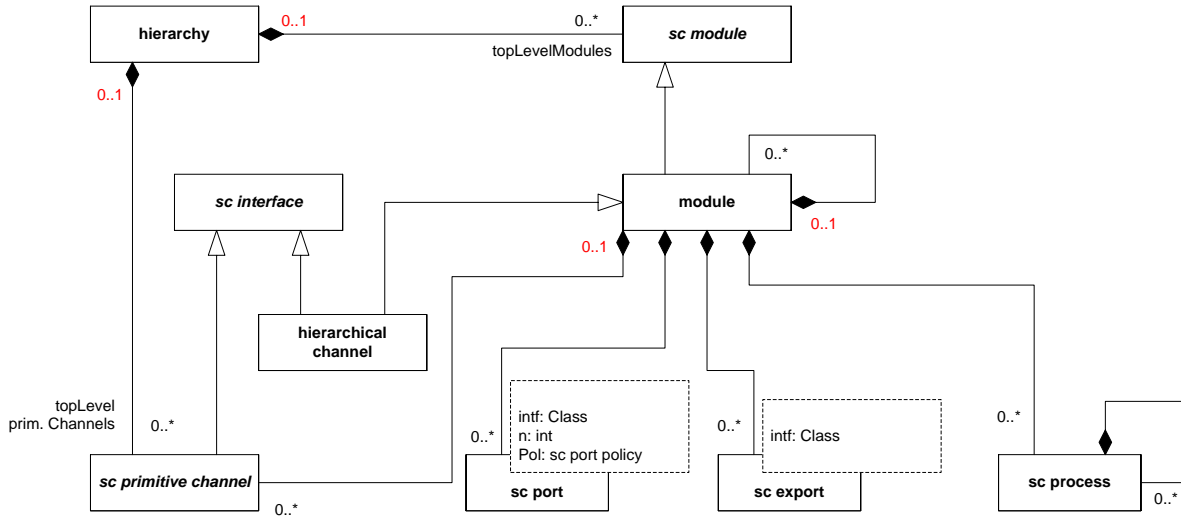 hierarchy
0..1
0..*
sc module
topLevelModules
0..1
0..*
sc interface
module
0..1
0..1
hierarchical
channel
topLevel
prim. Channels
0..*
intf: Class
n: int
Pol: sc port policy
0..*
intf: Class
0..*
0..*
sc primitive channel
0..*
sc port
sc export
sc process
0..*